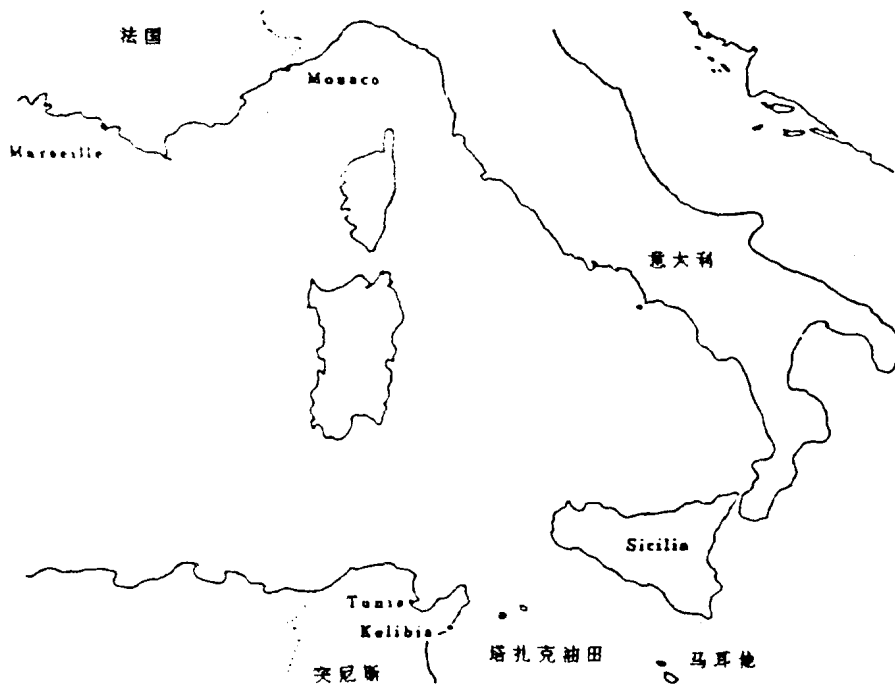 法国
Monaco
Marseille
意大利
Sicilia
Tunis
Kelibia
塔扎克油田
马耳他
突尼斯